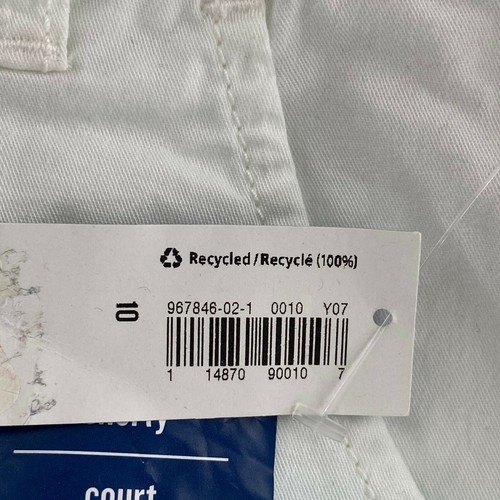 Recycled/Recyclé (100%)
10
967846-02-1 0010 Y07
1 14870 90010 7
court